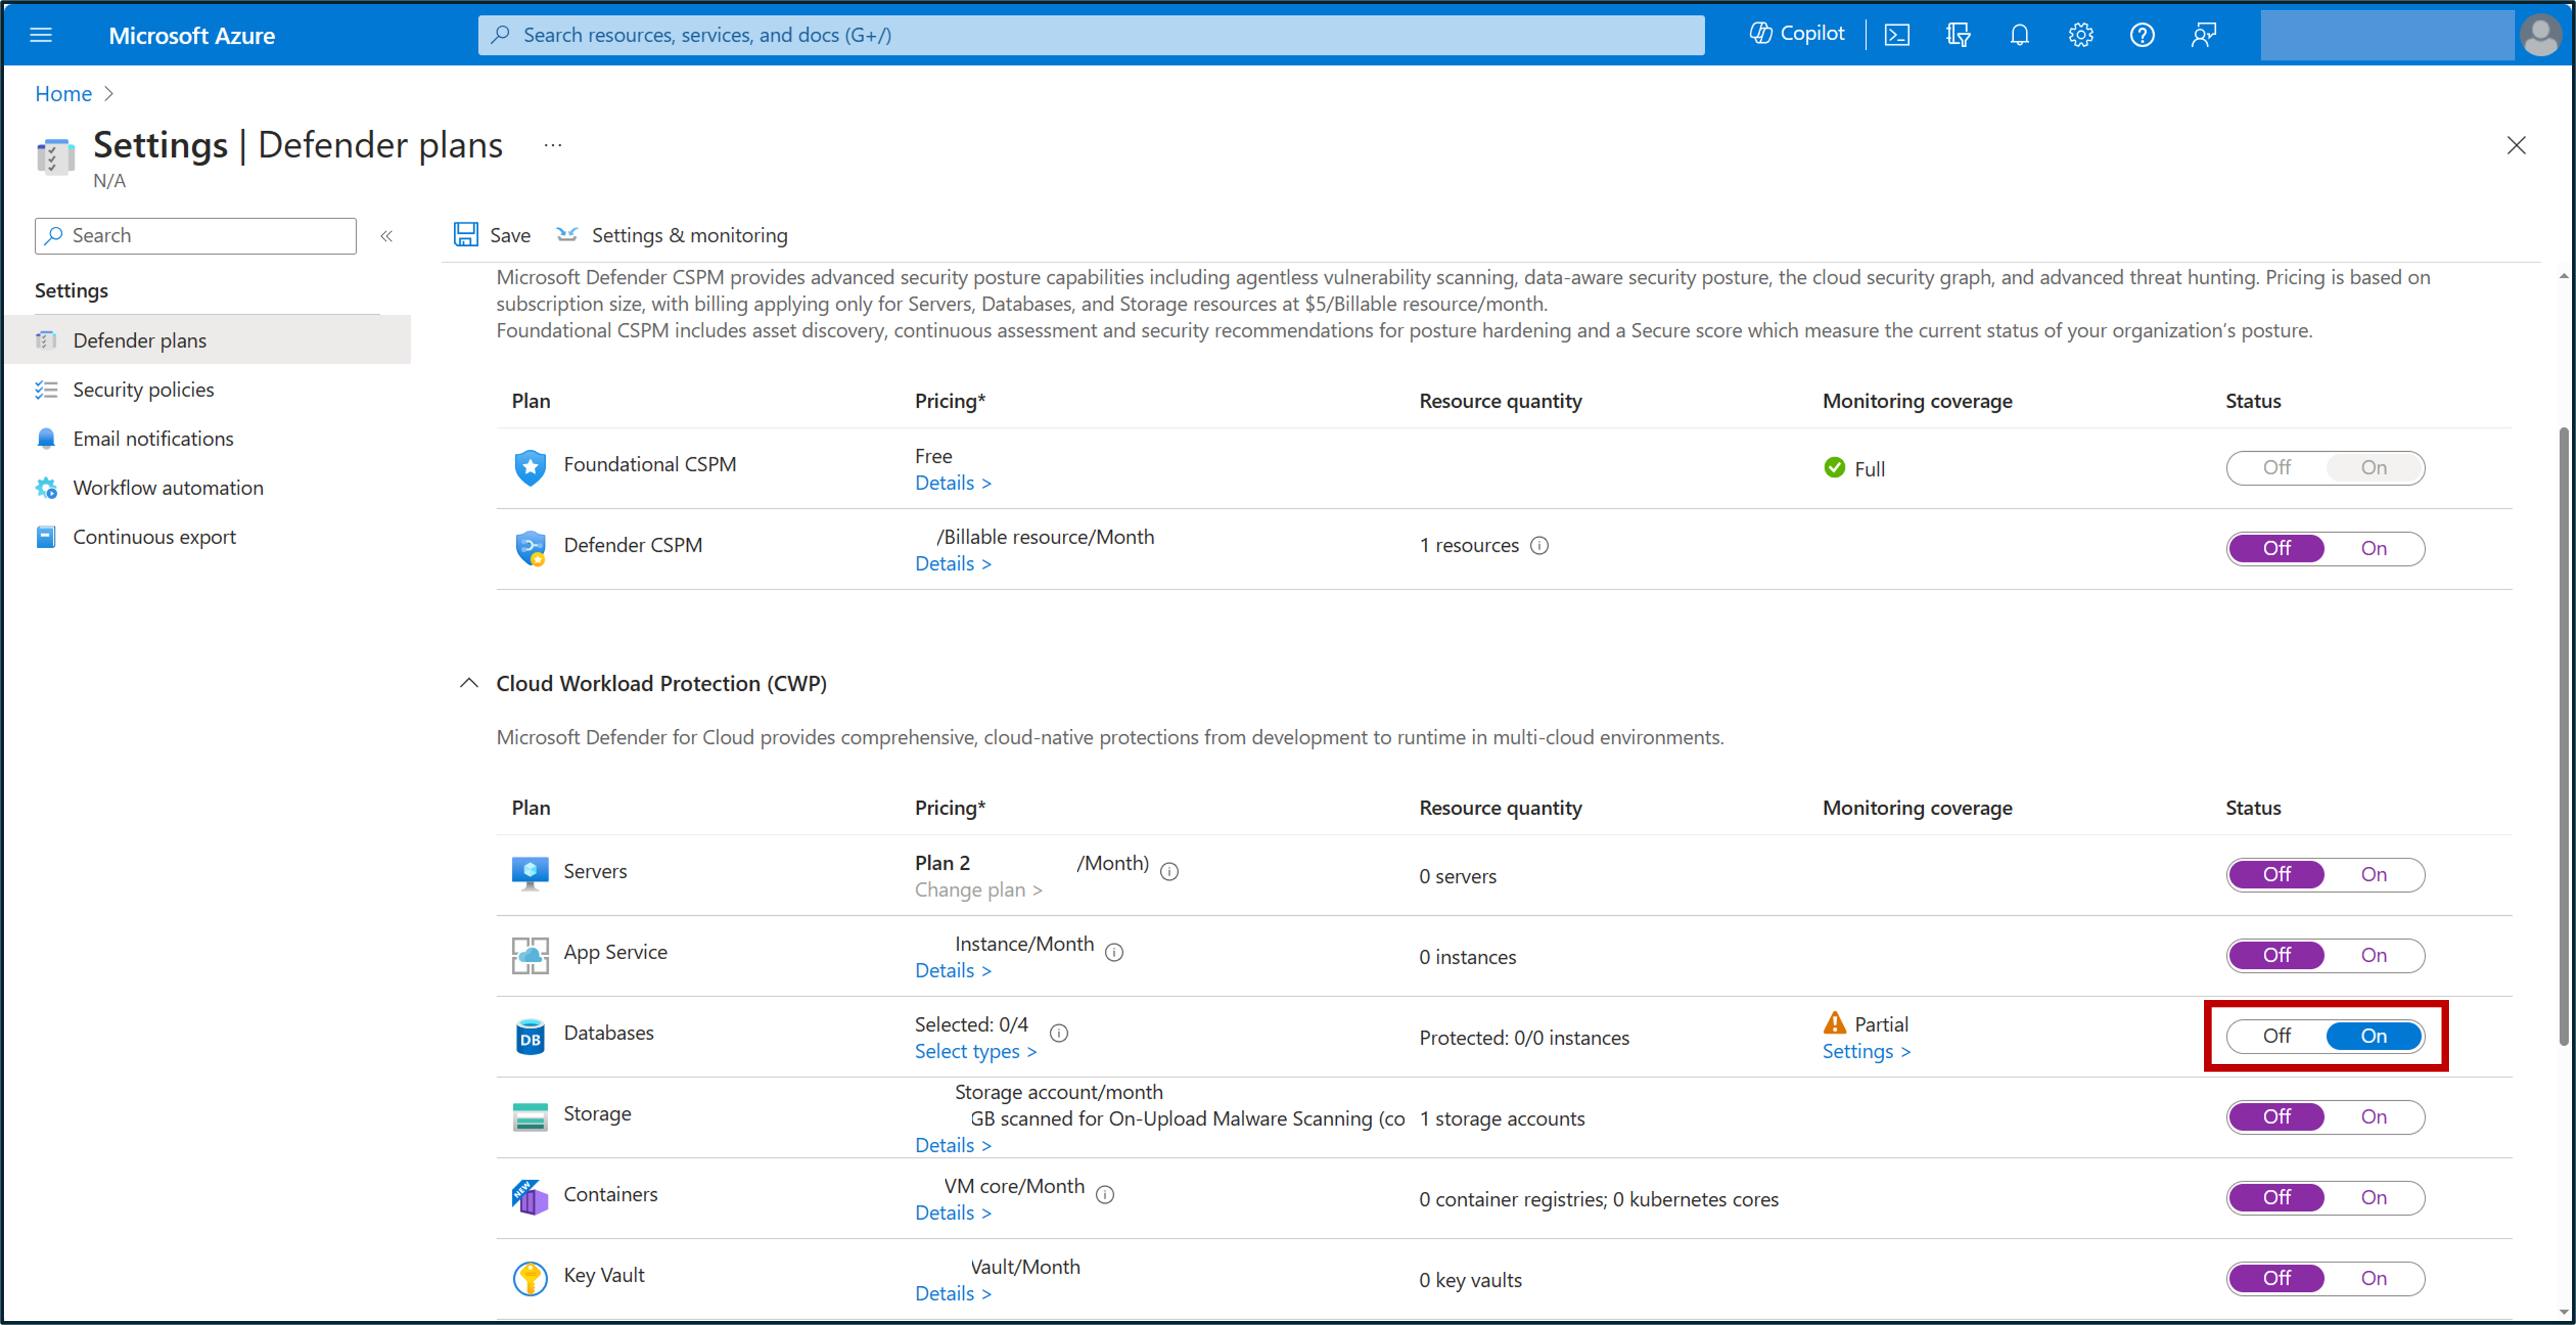 Microsoft Azure
Search resources, services, and docs (G+/)
Copilot
Home
Settings | Defender plans
...
N/A
Search
«
Settings
Defender plans
Security policies
Email notifications
Workflow automation
Continuous export
Save
Settings & monitoring
Microsoft Defender CSPM provides advanced security posture capabilities including agentless vulnerability scanning, data-aware security posture, the cloud security graph, and advanced threat hunting. Pricing is based on
subscription size, with billing applying only for Servers, Databases, and Storage resources at $5/Billable resource/month.
Foundational CSPM includes asset discovery, continuous assessment and security recommendations for posture hardening and a Secure score which measure the current status of your organization's posture.
Plan Pricing* Resource quantity Monitoring coverage Status
Foundational CSPM Free Full Off On
Details >
Defender CSPM /Billable resource/Month 1 resources Off On
Details >
Cloud Workload Protection (CWP)
Microsoft Defender for Cloud provides comprehensive, cloud-native protections from development to runtime in multi-cloud environments.
Plan Pricing* Resource quantity Monitoring coverage Status
Servers Plan 2 /Month) 0 servers Off On
Change plan >
App Service Instance/Month 0 instances Off On
Details >
DB Databases Selected: 0/4 Protected: 0/0 instances Partial Off On
Select types > Settings >
Storage Storage account/month 1 storage accounts Off On
GB scanned for On-Upload Malware Scanning (co
Details >
NEW Containers VM core/Month 0 container registries; 0 kubernetes cores Off On
Details >
Key Vault Vault/Month 0 key vaults Off On
Details >